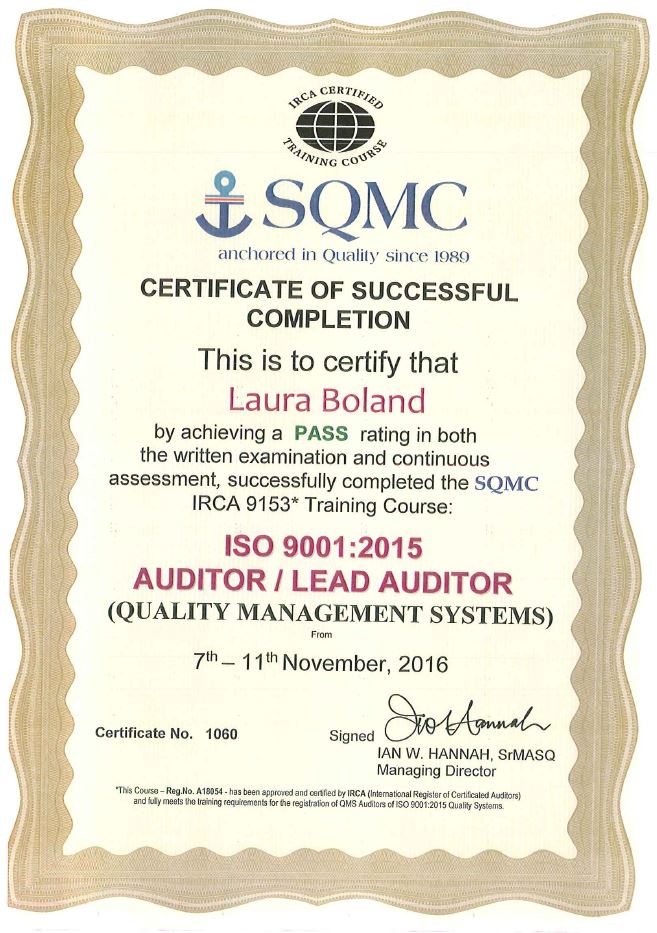 IRCA CERTIFIED
TRAINING COURSE
SQMC
anchored in Quality since 1989
CERTIFICATE OF SUCCESSFUL
COMPLETION
This is to certify that
Laura Boland
by achieving a PASS rating in both
the written examination and continuous
assessment, successfully completed the SQMC
IRCA 9153* Training Course:
ISO 9001:2015
AUDITOR / LEAD AUDITOR
(QUALITY MANAGEMENT SYSTEMS)
From
7th – 11th November, 2016
Certificate No. 1060
Signed
IAN W. HANNAH, SrMASQ
Managing Director
*This Course – Reg.No. A18054 - has been approved and certified by IRCA (International Register of Certificated Auditors)
and fully meets the training requirements for the registration of QMS Auditors of ISO 9001:2015 Quality Systems.